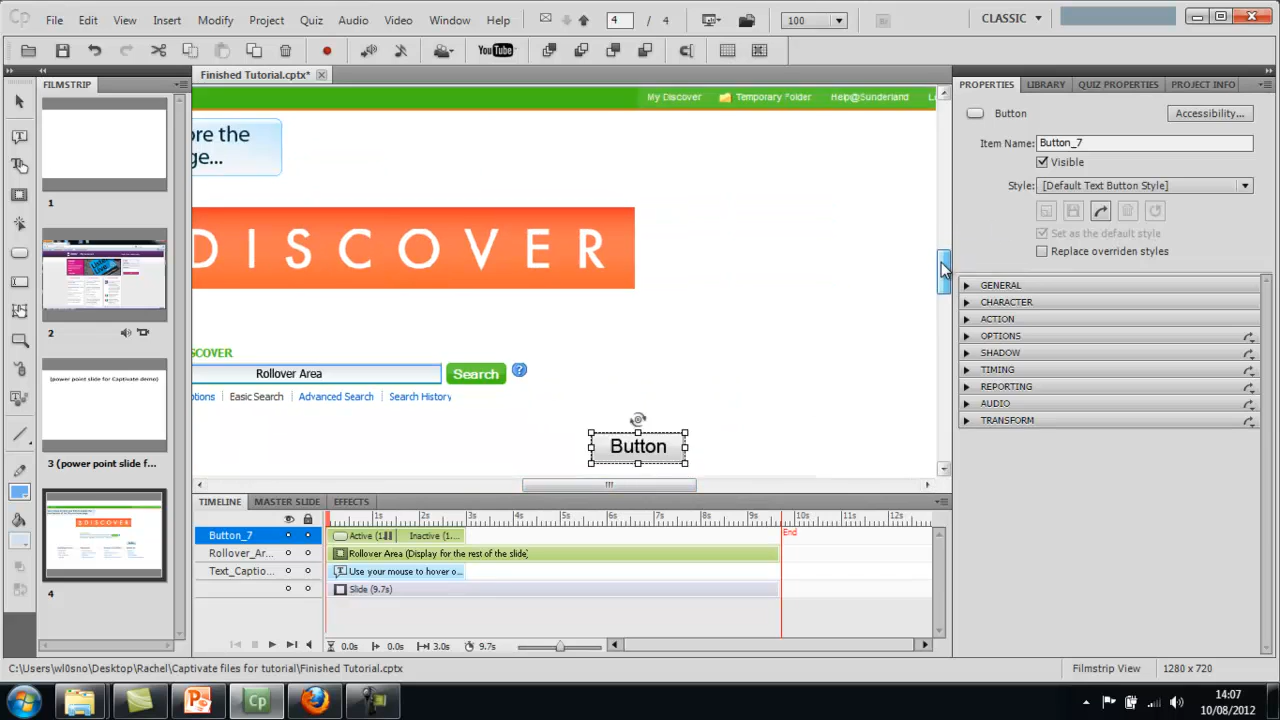 Cp File Edit View Insert Modify Project Quiz Audio Video Window Help 4 / 4 100 CLASSIC
YouTube
Finished Tutorial.cptx*
FILMSTRIP
1
2
(power point slide for Captivate demo)
3 (power point slide f...
DISCOVER
4
My Discover Temporary Folder Help@Sunderland
ore the
ge...
DISCOVER
SCOVER
Rollover Area Search ?
otions Basic Search Advanced Search Search History
Button
TIMELINE MASTER SLIDE EFFECTS
1s 2s 3s 4s 5s 6s 7s 8s 9s 10s 11s 12s
End
Button_7 Active (1. Inactive (1....
Rollover_Ar... Rollover Area (Display for the rest of the slide)
Text_Captio... Use your mouse to hover o...
Slide (9.7s)
0.0s 0.0s 3.0s 9.7s
PROPERTIES LIBRARY QUIZ PROPERTIES PROJECT INFO
Button Accessibility...
Item Name: Button_7
Visible
Style: [Default Text Button Style]
Set as the default style
Replace overriden styles
GENERAL
CHARACTER
ACTION
OPTIONS
SHADOW
TIMING
REPORTING
AUDIO
TRANSFORM
C:\Users\wl0sno\Desktop\Rachel\Captivate files for tutorial\Finished Tutorial.cptx Filmstrip View 1280 x 720
Cp
14:07
10/08/2012